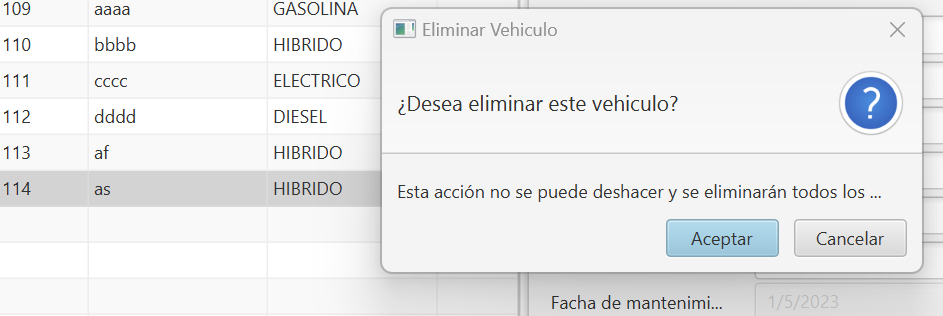 109 aaaa GASOLINA
110 bbbb HIBRIDO
111 cccc ELECTRICO
112 dddd DIESEL
113 af HIBRIDO
114 as HIBRIDO
Eliminar Vehiculo
¿Desea eliminar este vehiculo?
Esta acción no se puede deshacer y se eliminarán todos los ...
Aceptar Cancelar
Facha de mantenimi... 1/5/2023